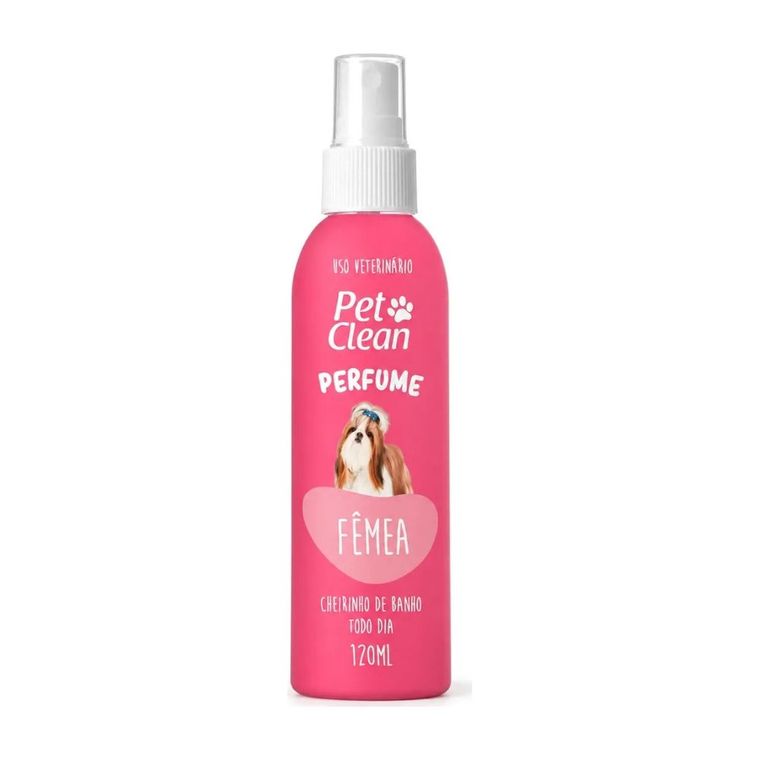 USO VETERINÁRIO
Pet
Clean
PERFUME
FÊMEA
CHEIRINHO DE BANHO
TODO DIA
120ML